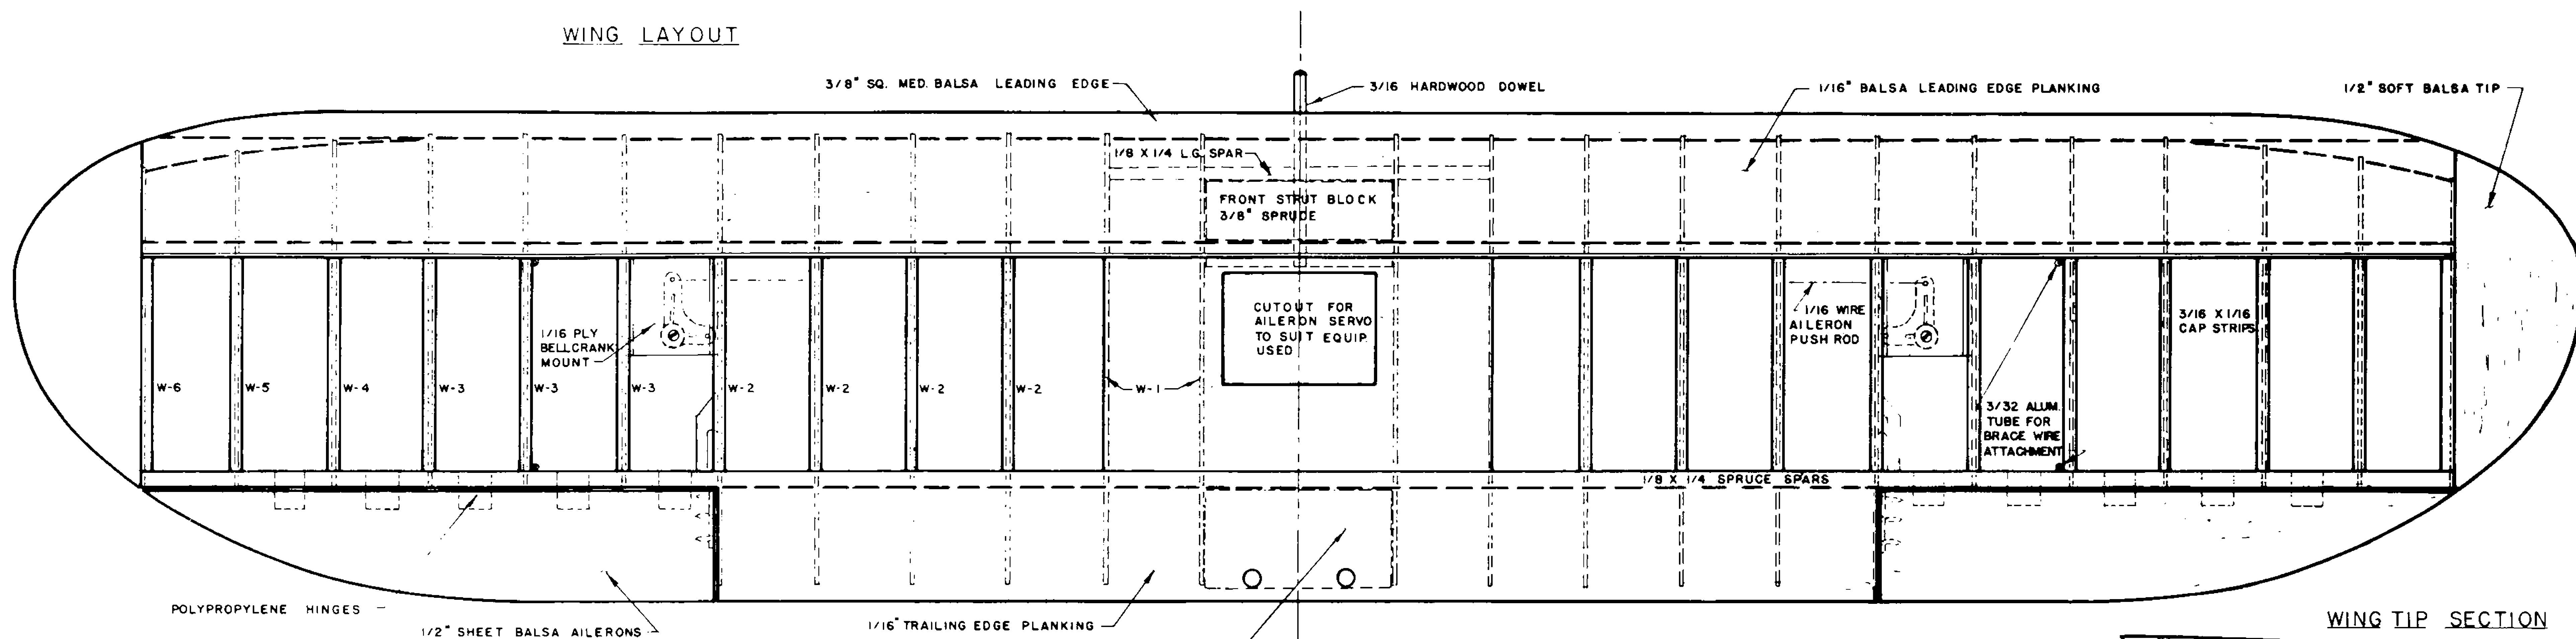 WING LAYOUT
3/8" SQ. MED. BALSA LEADING EDGE
3/16 HARDWOOD DOWEL
1/16" BALSA LEADING EDGE PLANKING
1/2" SOFT BALSA TIP
1/8 X 1/4 L.G. SPAR
FRONT STRUT BLOCK
3/8" SPRUCE
CUTOUT FOR
AILERON SERVO
TO SUIT EQUIP.
USED
1/16 PLY
BELLCRANK
MOUNT
1/16 WIRE
AILERON
PUSH ROD
3/16 X 1/16
CAP STRIPS
W-6
W-5
W-4
W-3
W-3
W-3
W-2
W-2
W-2
W-2
W-1
3/32 ALUM.
TUBE FOR
BRACE WIRE
ATTACHMENT
1/8 X 1/4 SPRUCE SPARS
POLYPROPYLENE HINGES
1/2" SHEET BALSA AILERONS
1/16" TRAILING EDGE PLANKING
WING TIP SECTION